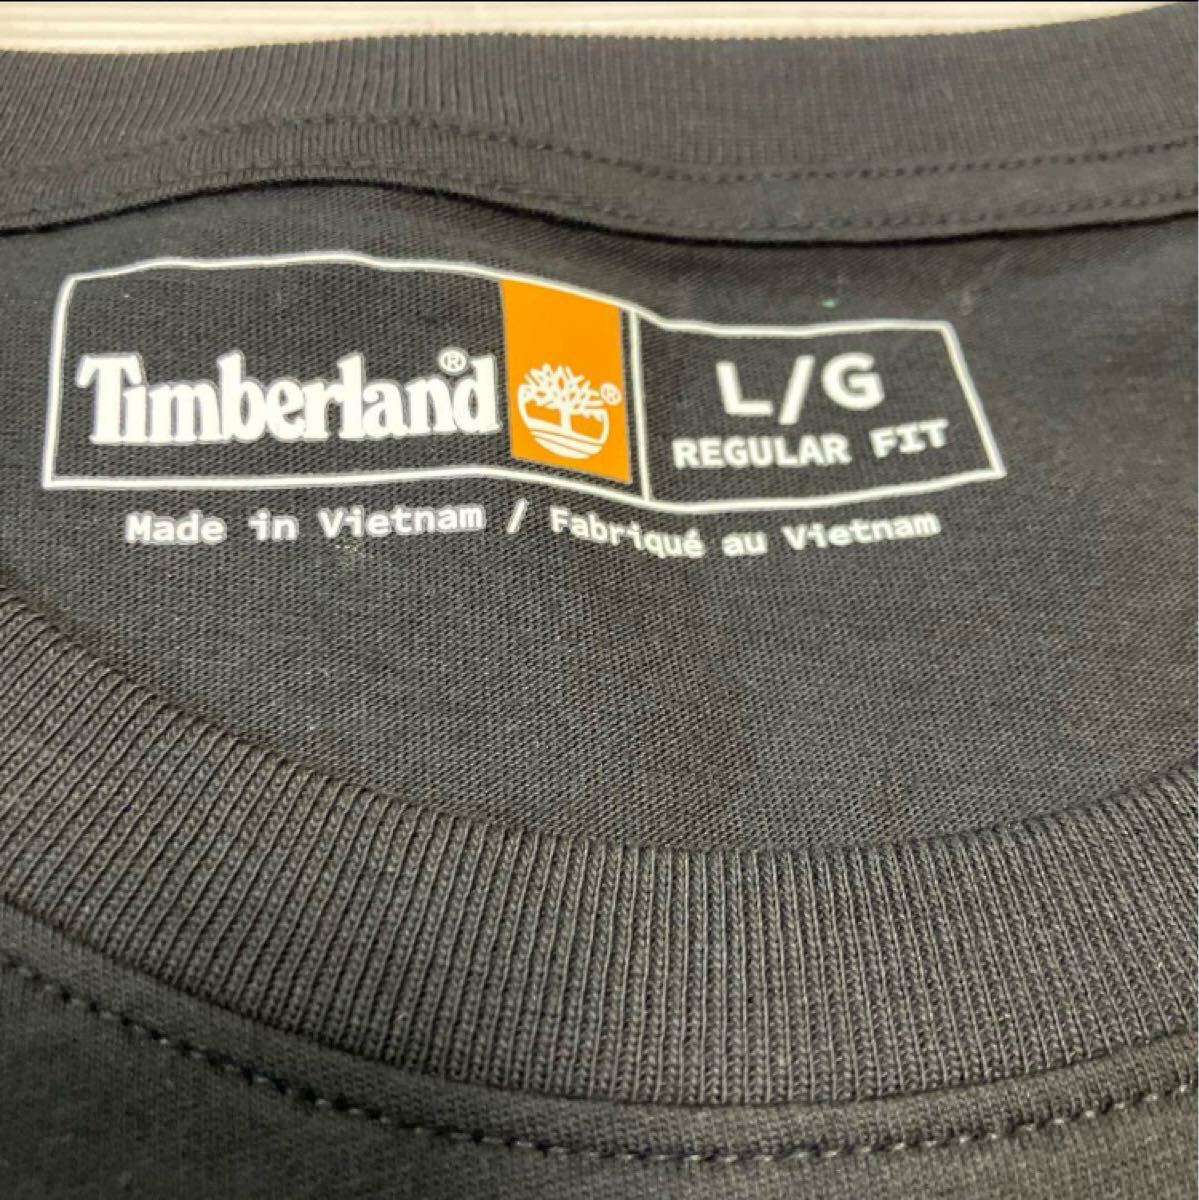 Timberland® ®
L/G
REGULAR FIT
Made in Vietnam / Fabriqué au Vietnam